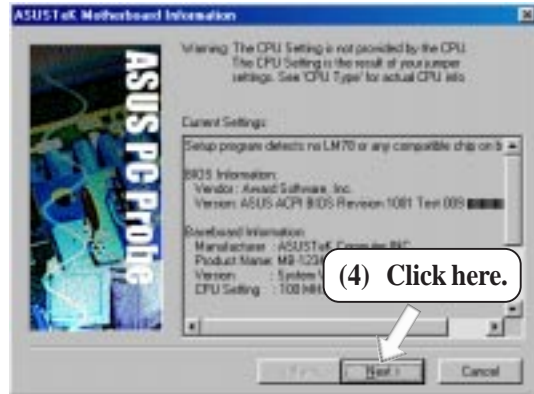 ASUSTeK Motherboard Information
ASUS PC Probe
Warning: The CPU Setting is not provided by the CPU.
The CPU Setting is the result of your jumper
settings. See 'CPU Type' for actual CPU info
Current Settings:
Setup program detects no LM78 or any compatible chip on b
BIOS Information:
Vendor : Award Software, Inc.
Version: ASUS ACPI BIOS Revision 1001 Test 00
Baseboard Information
Manufacturer : ASUSTeK Computer INC.
Product Name: MB-123
Version : System V
CPU Setting : 100 MH
(4) Click here.
Next >
Cancel